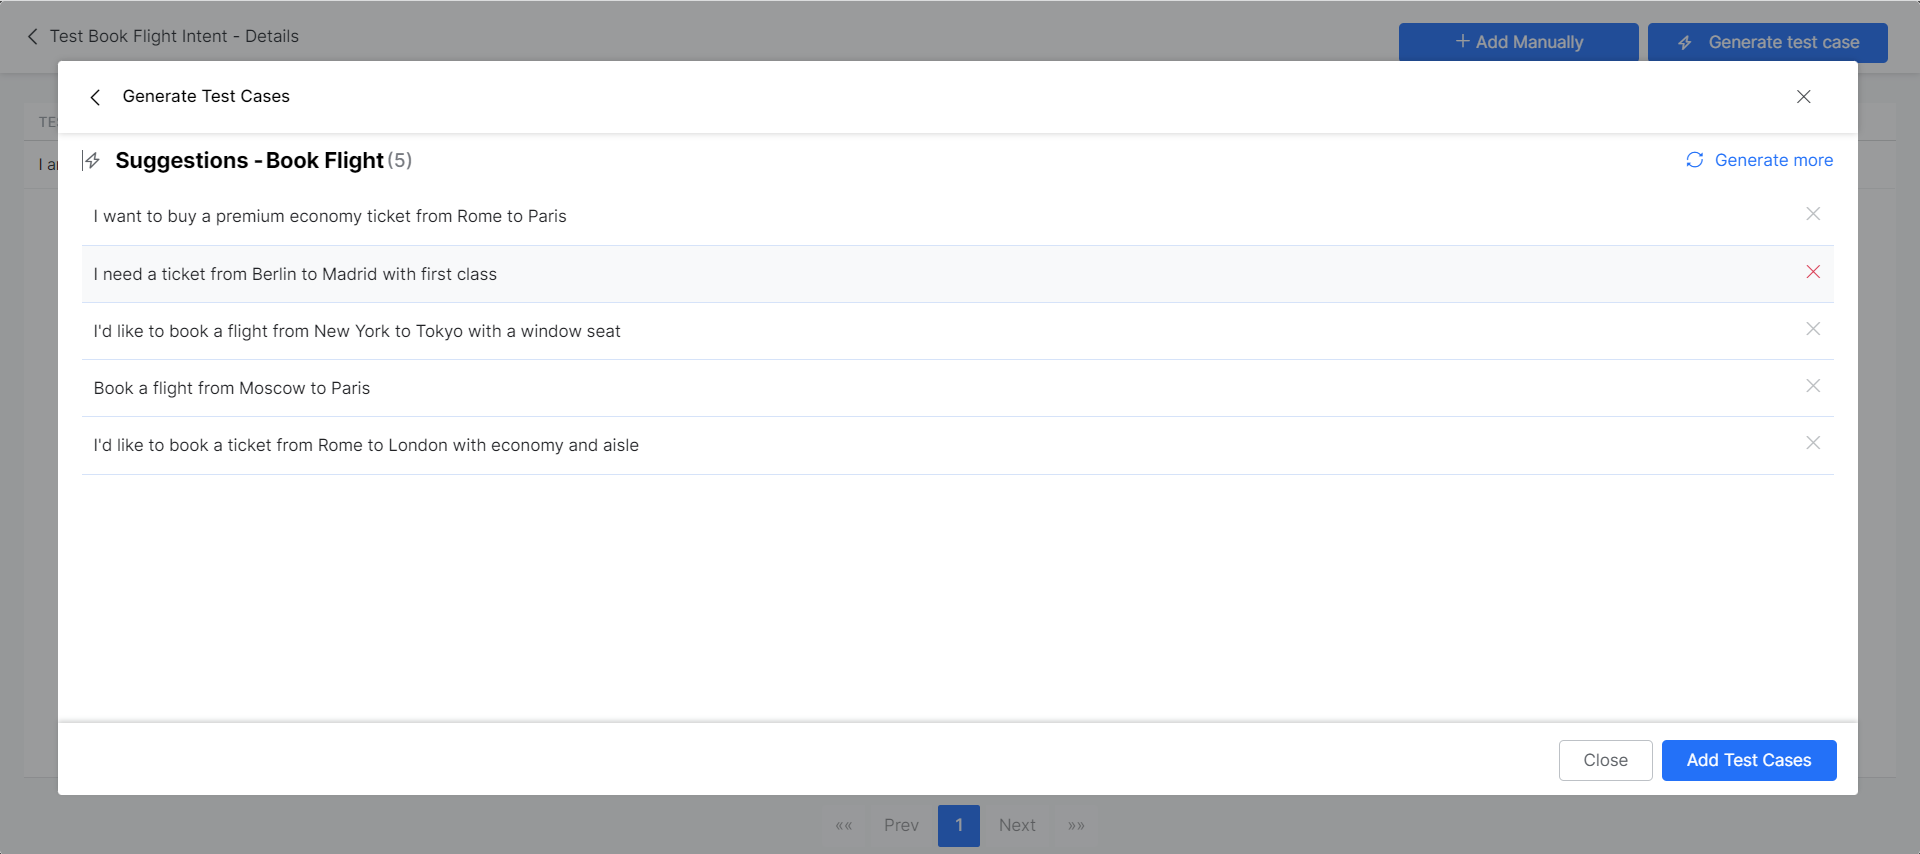 Test Book Flight Intent - Details
+ Add Manually
Generate test case
Generate Test Cases
Suggestions - Book Flight (5)
Generate more
I want to buy a premium economy ticket from Rome to Paris
I need a ticket from Berlin to Madrid with first class
I'd like to book a flight from New York to Tokyo with a window seat
Book a flight from Moscow to Paris
I'd like to book a ticket from Rome to London with economy and aisle
Close
Add Test Cases
«« Prev 1 Next »»